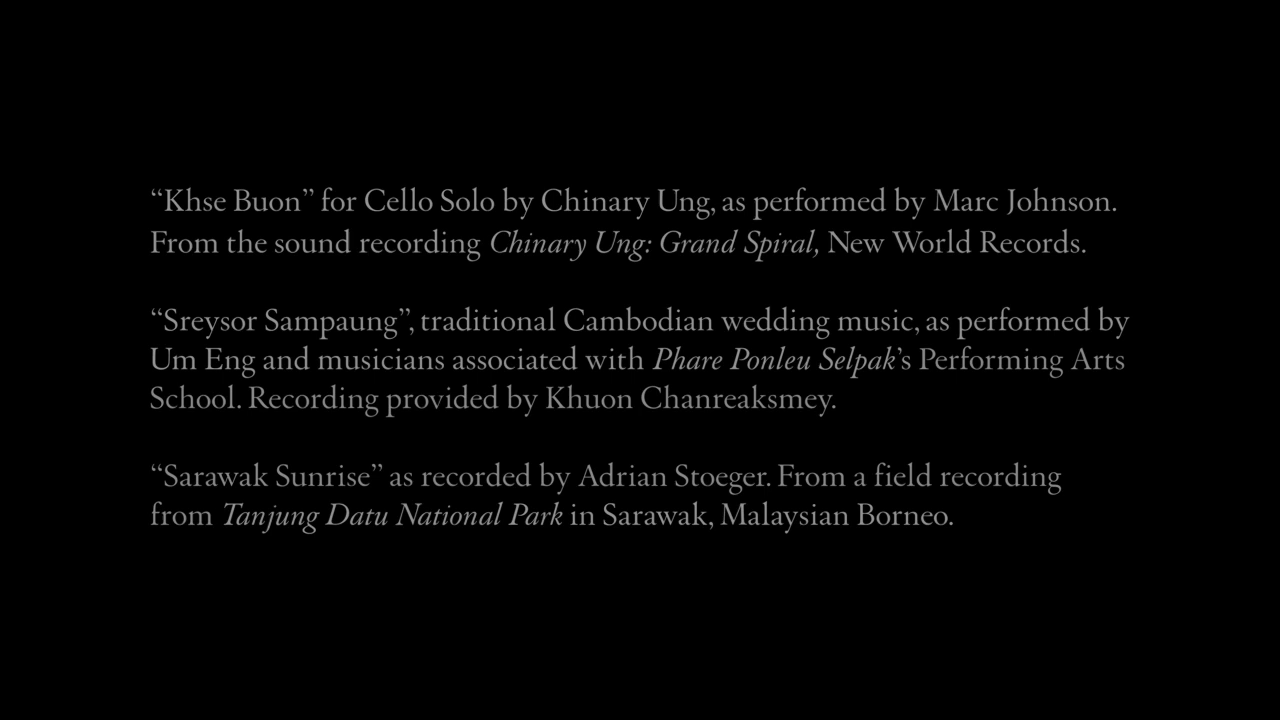 “Khse Buon” for Cello Solo by Chinary Ung, as performed by Marc Johnson.
From the sound recording Chinary Ung: Grand Spiral, New World Records.
“Sreysor Sampaung”, traditional Cambodian wedding music, as performed by
Um Eng and musicians associated with Phare Ponleu Selpak’s Performing Arts
School. Recording provided by Khuon Chanreaksmey.
“Sarawak Sunrise” as recorded by Adrian Stoeger. From a field recording
from Tanjung Datu National Park in Sarawak, Malaysian Borneo.